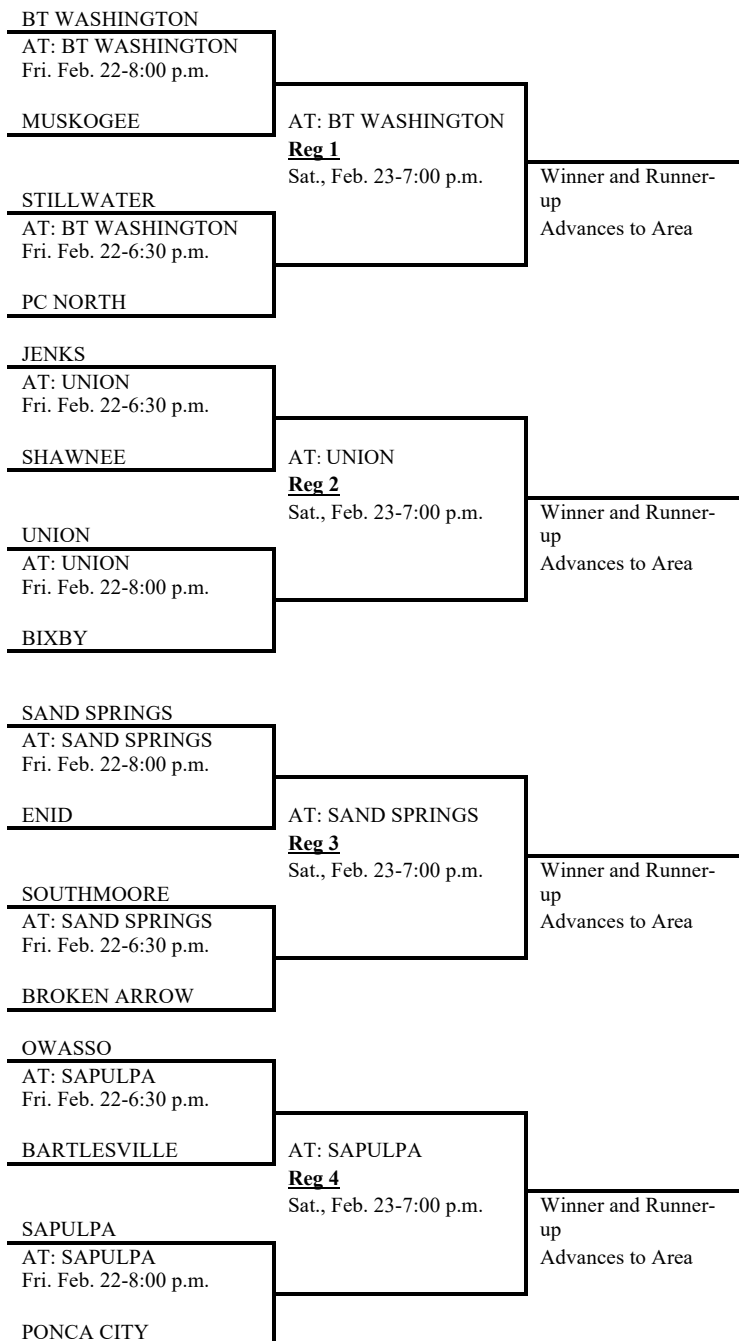 BT WASHINGTON
AT: BT WASHINGTON
Fri. Feb. 22-8:00 p.m.
MUSKOGEE
AT: BT WASHINGTON
Reg 1
Sat., Feb. 23-7:00 p.m.
Winner and Runner-
up
Advances to Area
STILLWATER
AT: BT WASHINGTON
Fri. Feb. 22-6:30 p.m.
PC NORTH
JENKS
AT: UNION
Fri. Feb. 22-6:30 p.m.
SHAWNEE
AT: UNION
Reg 2
Sat., Feb. 23-7:00 p.m.
Winner and Runner-
up
Advances to Area
UNION
AT: UNION
Fri. Feb. 22-8:00 p.m.
BIXBY
SAND SPRINGS
AT: SAND SPRINGS
Fri. Feb. 22-8:00 p.m.
ENID
AT: SAND SPRINGS
Reg 3
Sat., Feb. 23-7:00 p.m.
Winner and Runner-
up
Advances to Area
SOUTHMOORE
AT: SAND SPRINGS
Fri. Feb. 22-6:30 p.m.
BROKEN ARROW
OWASSO
AT: SAPULPA
Fri. Feb. 22-6:30 p.m.
BARTLESVILLE
AT: SAPULPA
Reg 4
Sat., Feb. 23-7:00 p.m.
Winner and Runner-
up
Advances to Area
SAPULPA
AT: SAPULPA
Fri. Feb. 22-8:00 p.m.
PONCA CITY